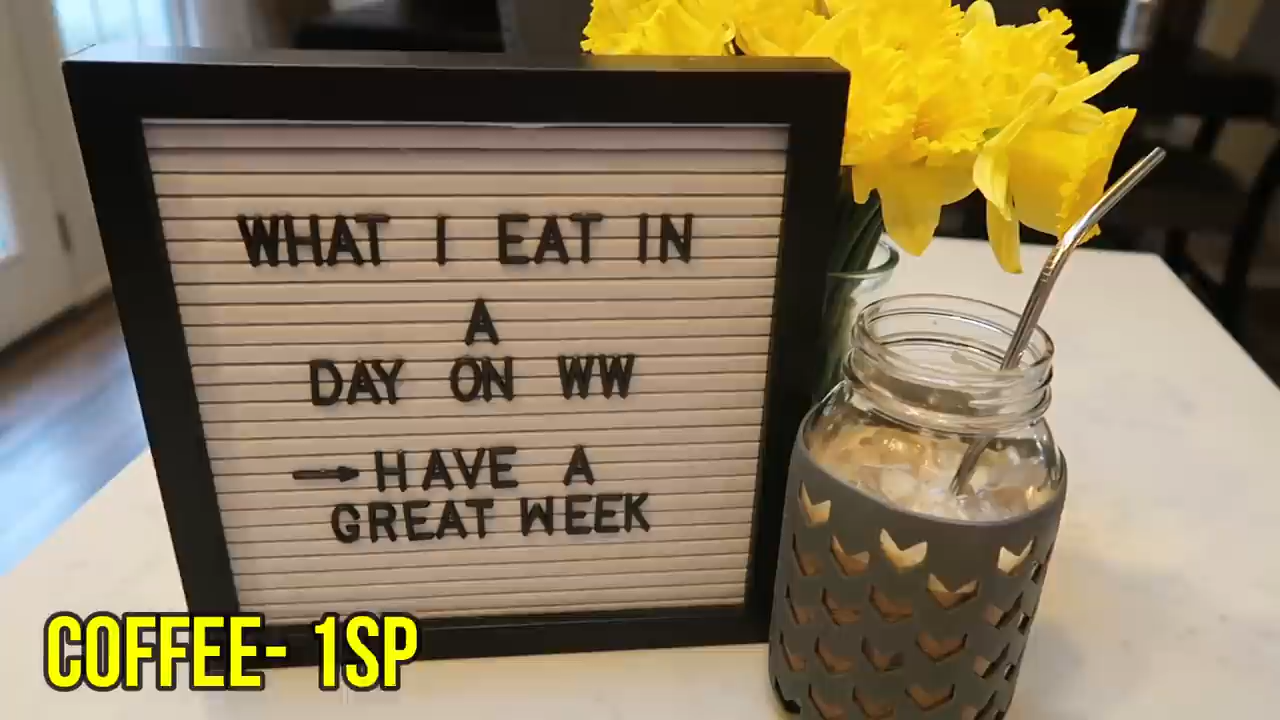 WHAT I EAT IN
A
DAY ON WW
→HAVE A
GREAT WEEK
COFFEE- 1SP